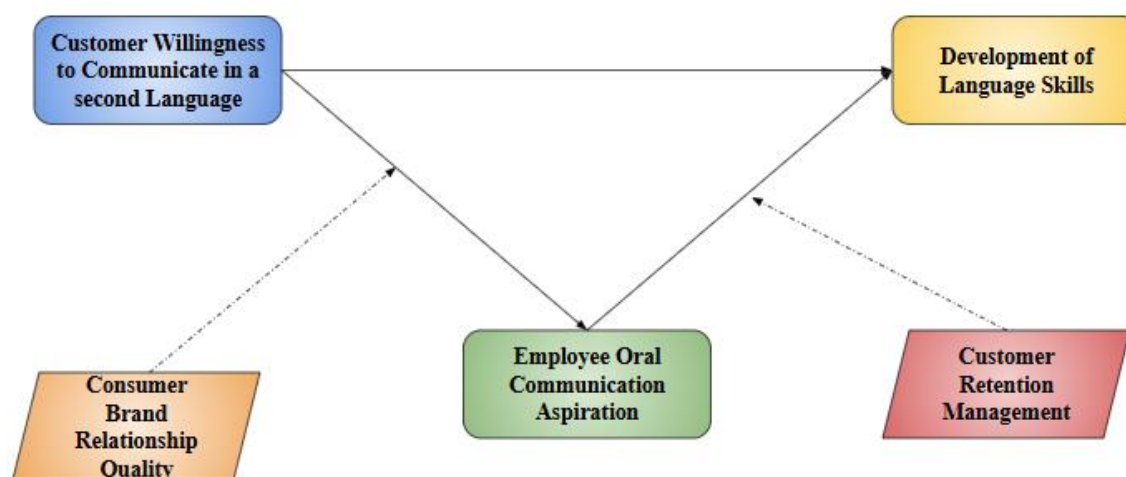 Customer Willingness
to Communicate in a
second Language
Development of
Language Skills
Employee Oral
Communication
Aspiration
Customer
Retention
Management
Consumer
Brand
Relationship
Quality